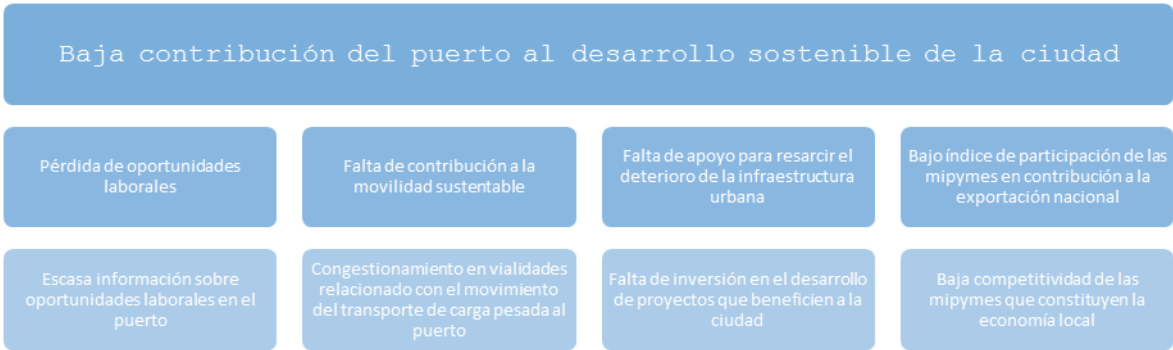 Baja contribución del puerto al desarrollo sostenible de la ciudad
Pérdida de oportunidades
laborales
Falta de contribución a la
movilidad sustentable
Falta de apoyo para resarcir el
deterioro de la infraestructura
urbana
Bajo índice de participación de las
mipymes en contribución a la
exportación nacional
Escasa información sobre
oportunidades laborales en el
puerto
Congestionamiento en vialidades
relacionado con el movimiento
del transporte de carga pesada al
puerto
Falta de inversión en el desarrollo
de proyectos que beneficien a la
ciudad
Baja competitividad de las
mipymes que constituyen la
economía local